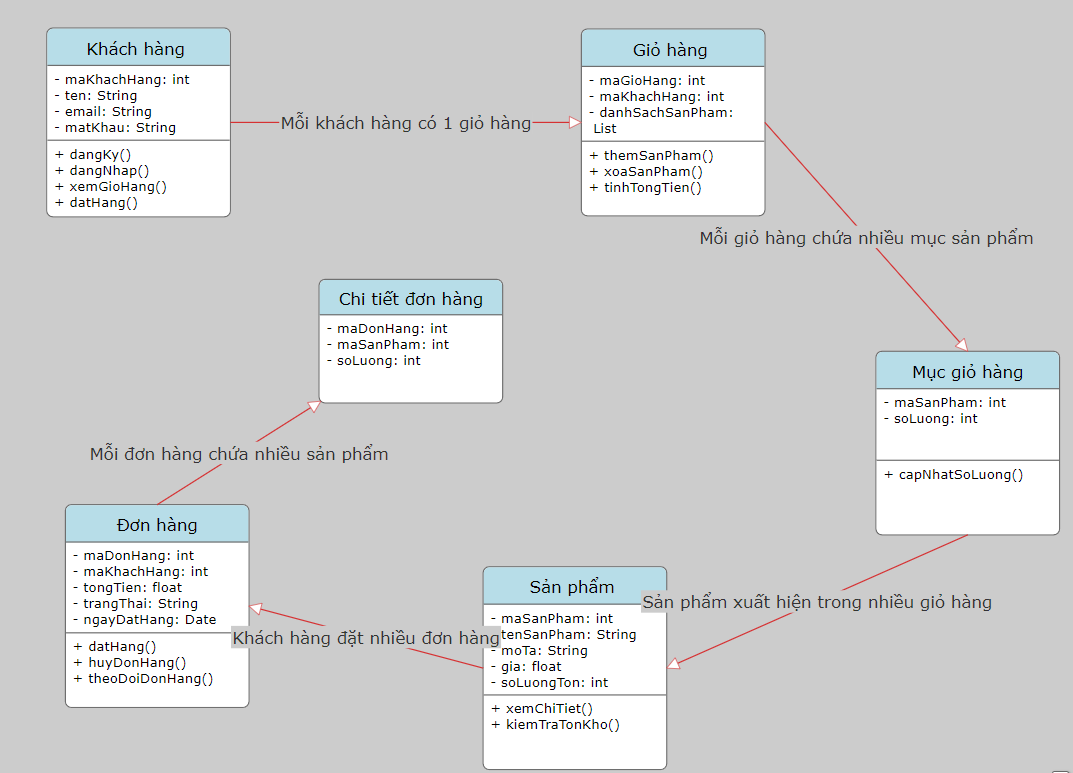 Khách hàng
- maKhachHang: int
- ten: String
- email: String
- matKhau: String
+ dangKy()
+ dangNhap()
+ xemGioHang()
+ datHang()
Mỗi khách hàng có 1 giỏ hàng
Giỏ hàng
- maGioHang: int
- maKhachHang: int
- danhSachSanPham:
List
+ themSanPham()
+ xoaSanPham()
+ tinhTongTien()
Mỗi giỏ hàng chứa nhiều mục sản phẩm
Chi tiết đơn hàng
- maDonHang: int
- maSanPham: int
- soLuong: int
Mục giỏ hàng
- maSanPham: int
- soLuong: int
+ capNhatSoLuong()
Mỗi đơn hàng chứa nhiều sản phẩm
Đơn hàng
- maDonHang: int
- maKhachHang: int
- tongTien: float
- trangThai: String
- ngayDatHang: Date
+ datHang()
+ huyDonHang()
+ theoDoiDonHang()
Khách hàng đặt nhiều đơn hàng
Sản phẩm
- maSanPham: int
tenSanPham: String
- moTa: String
- gia: float
- soLuongTon: int
+ xemChiTiet()
+ kiemTraTonKho()
Sản phẩm xuất hiện trong nhiều giỏ hàng